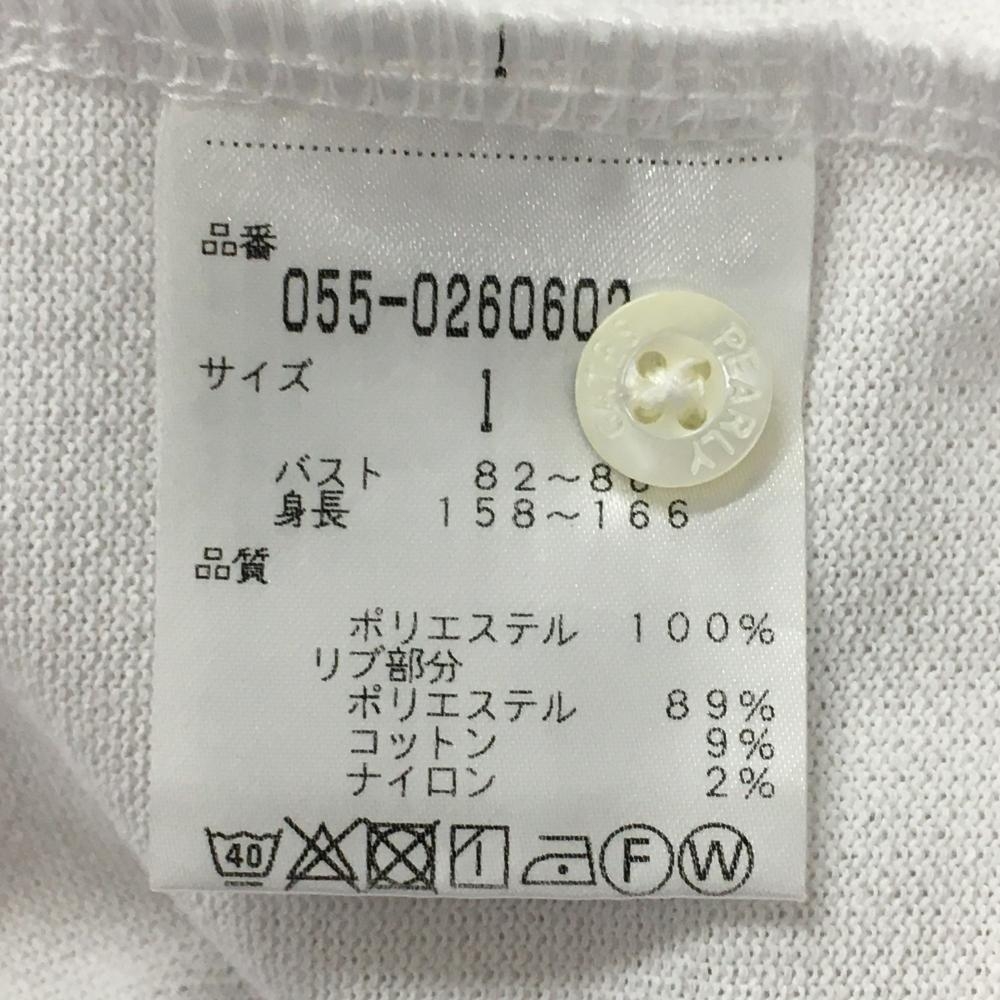 品番
055-026060
サイズ
1
バスト 82～8
身長 158～166
品質
ポリエステル 100%
リブ部分
ポリエステル 89%
コットン 9%
ナイロン 2%
40 F W
PEARLY